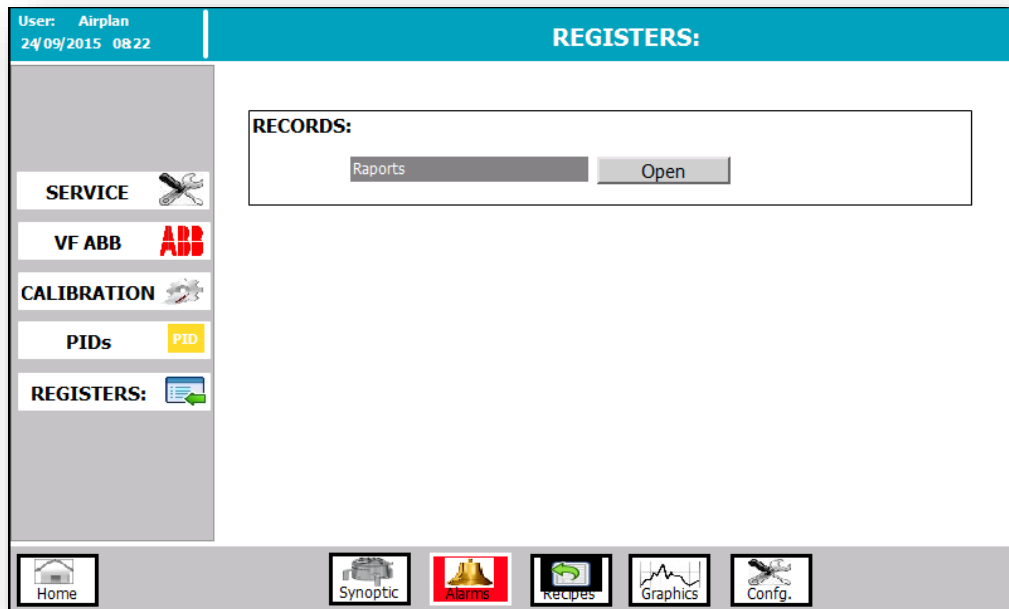 User: Airplan
24/09/2015 08:22
REGISTERS:
RECORDS:
Raports
Open
SERVICE
VF ABB
ABB
CALIBRATION
PIDs
PID
REGISTERS:
Home
Synoptic
Alarms
Recipes
Graphics
Confg.